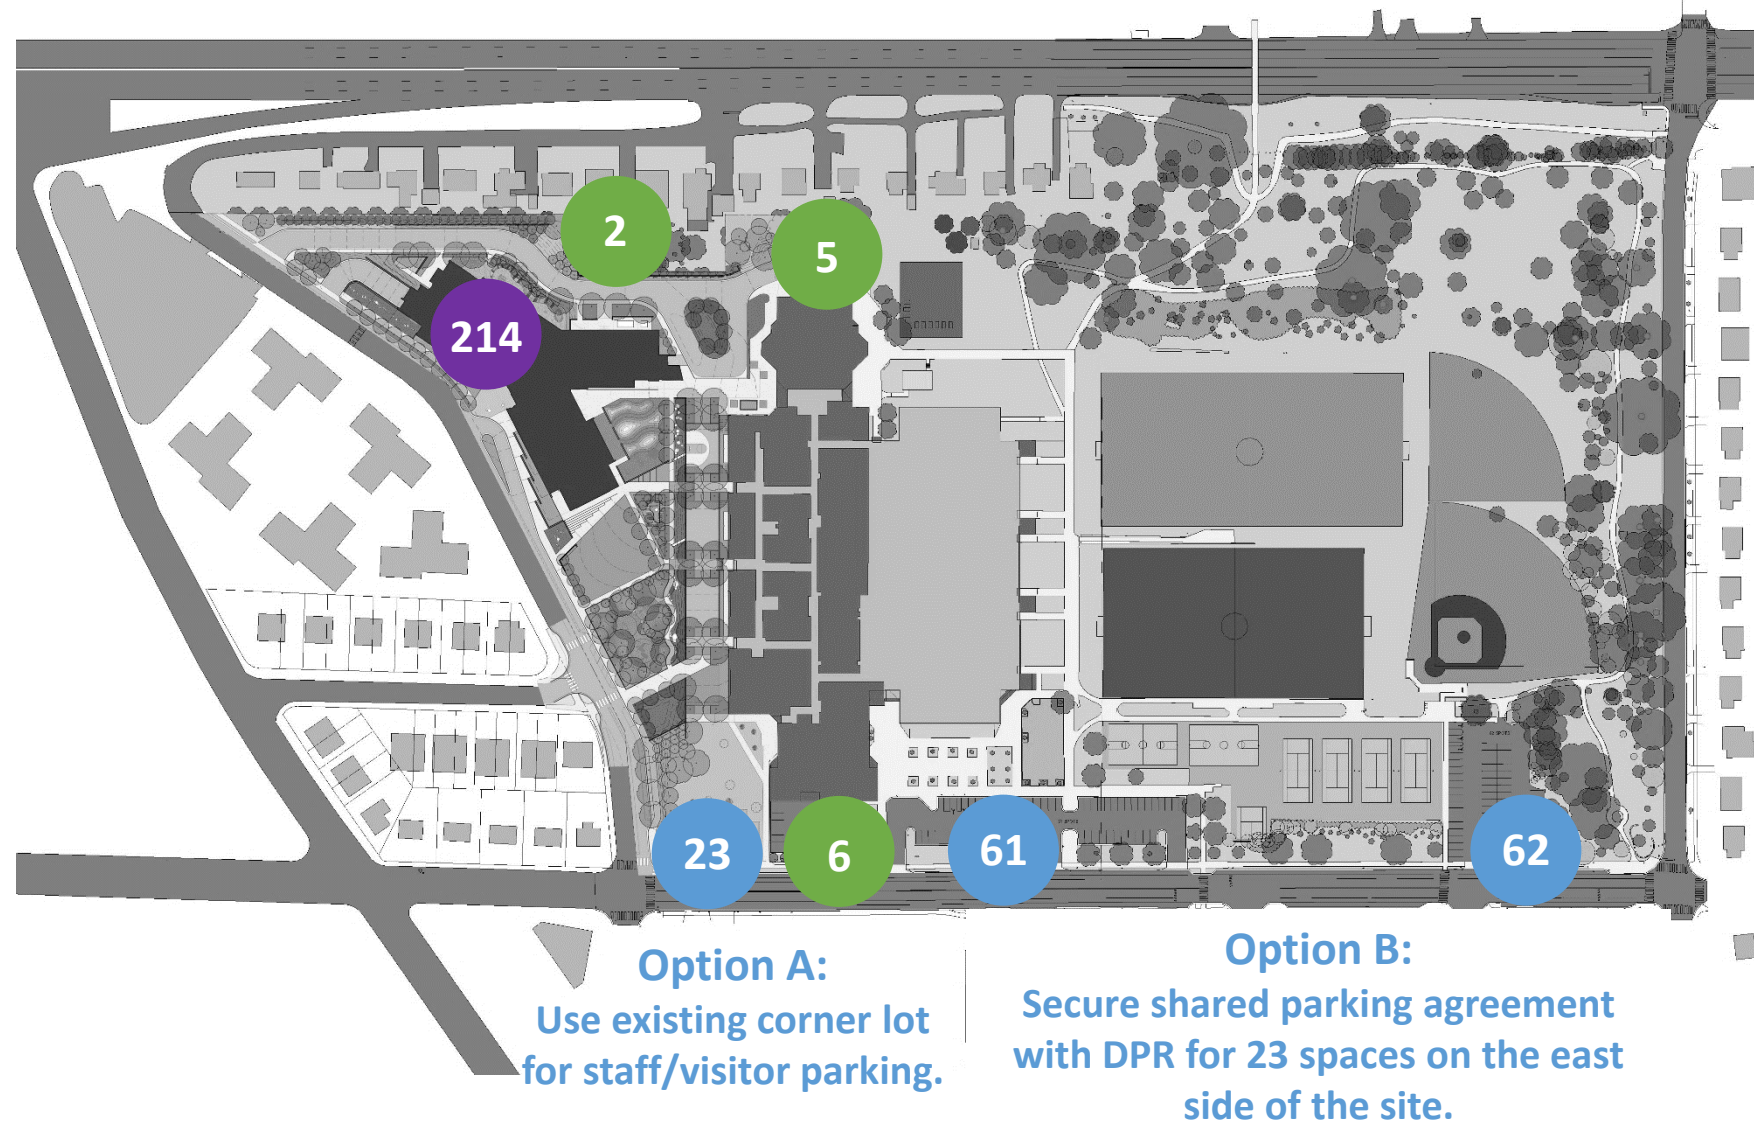 2
5
214
23
6
61
62
Option A:
Use existing corner lot
for staff/visitor parking.
Option B:
Secure shared parking agreement
with DPR for 23 spaces on the east
side of the site.